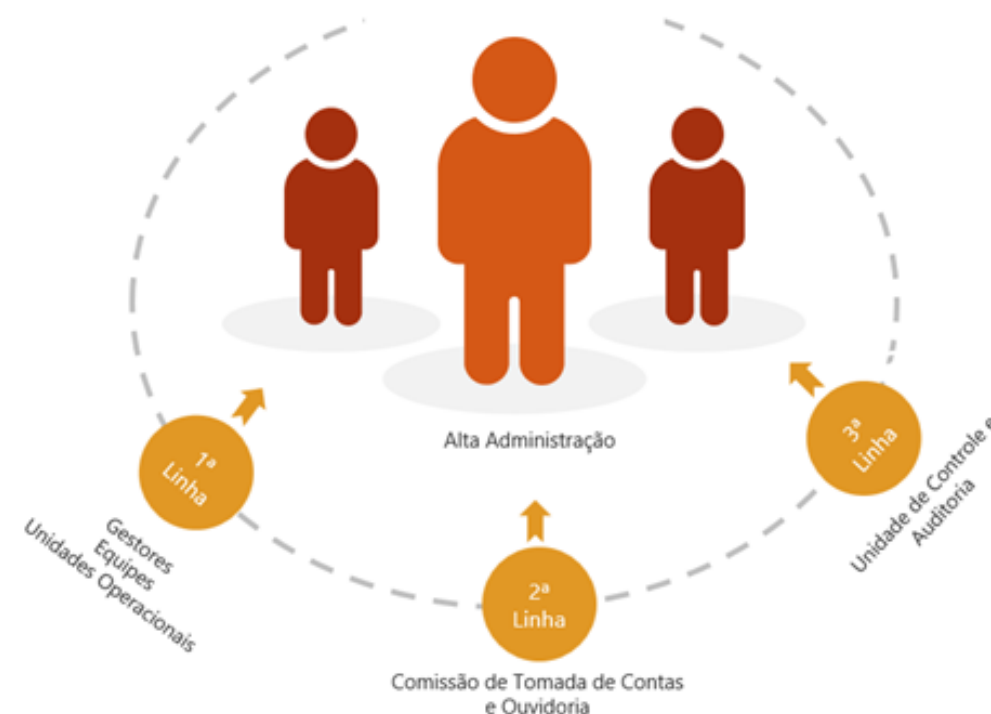 Alta Administração
1ª
Linha
Gestores
Equipes
Unidades Operacionais
2ª
Linha
Comissão de Tomada de Contas
e Ouvidoria
3ª
Linha
Unidade de Controle e
Auditoria